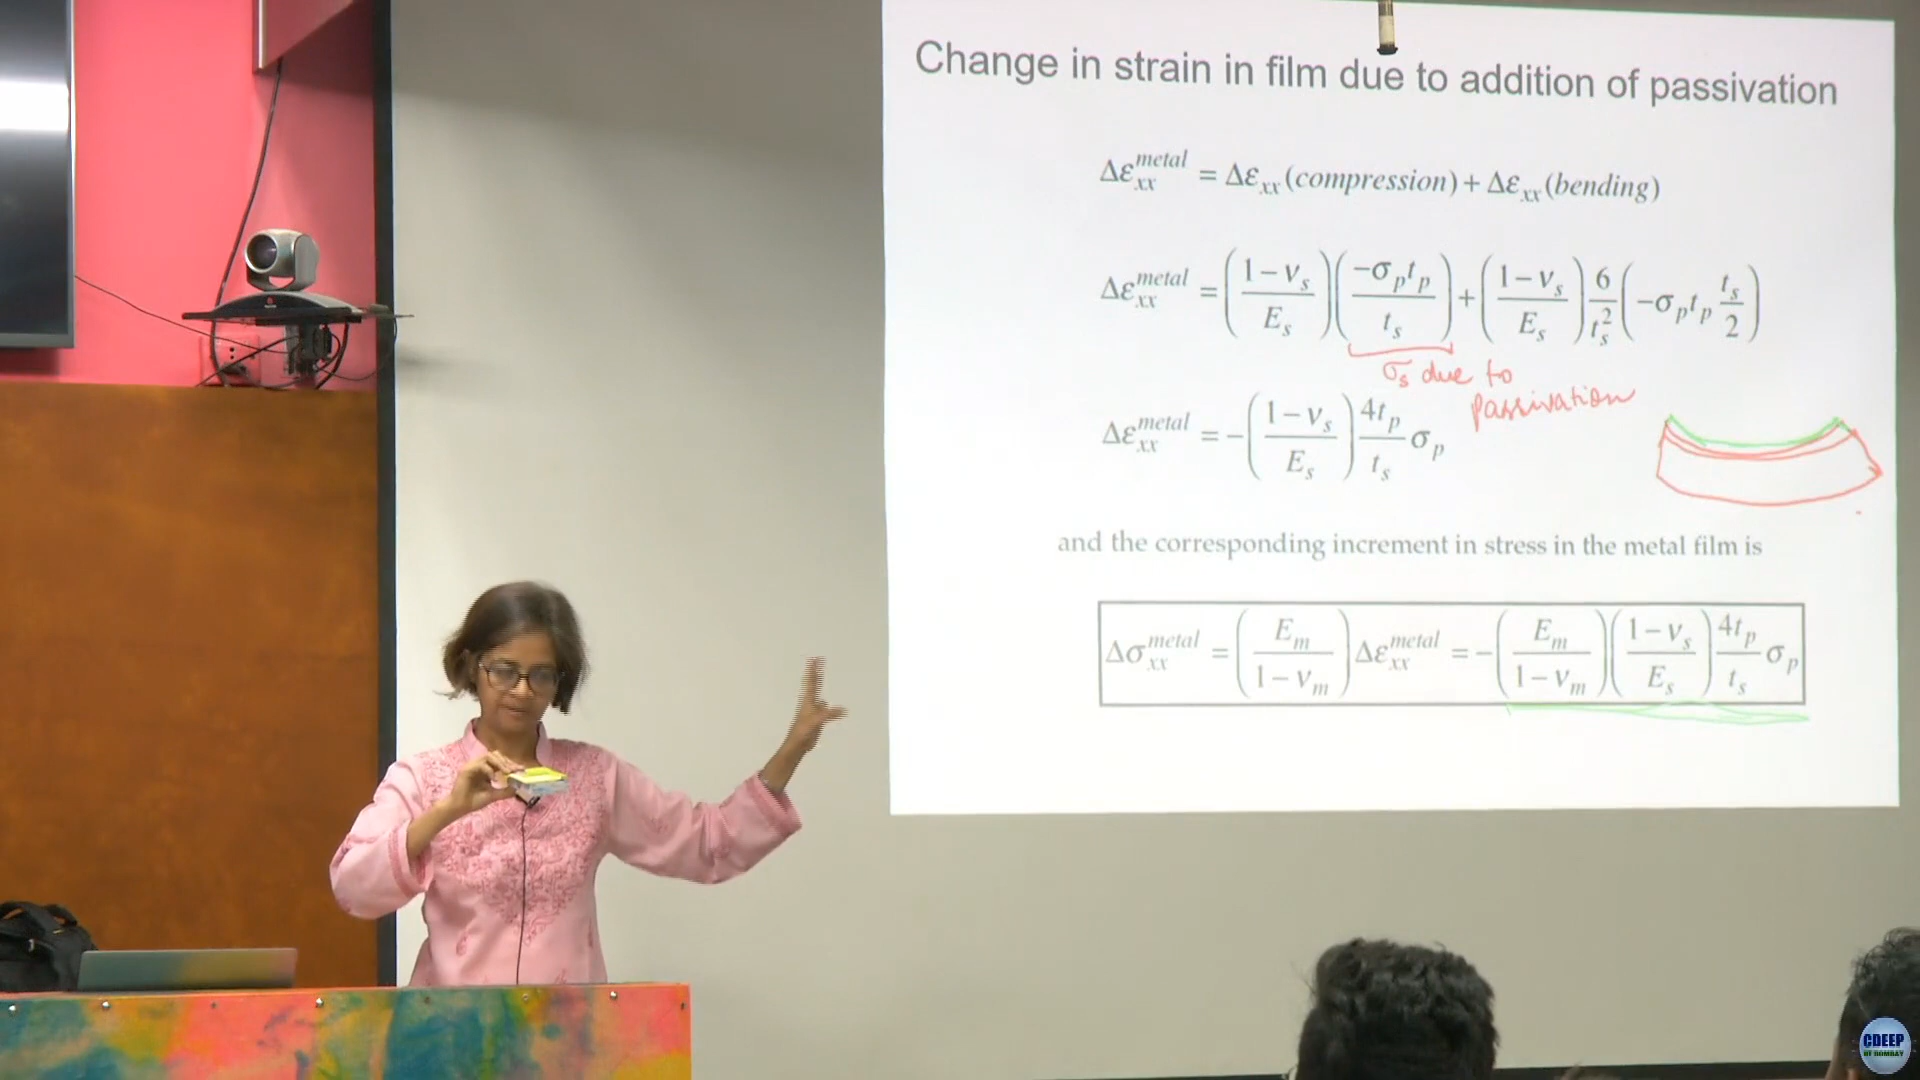 Change in strain in film due to addition of passivation
Δε_xx^metal = Δε_xx (compression) + Δε_xx (bending)
Δε_xx^metal = ((1 − ν_s) / E_s) (−σ_p t_p / t_s) + ((1 − ν_s) / E_s) (6 / t_s^2) (−σ_p t_p (t_s / 2))
σ_s due to
passivation
Δε_xx^metal = −((1 − ν_s) / E_s) (4t_p / t_s) σ_p
and the corresponding increment in stress in the metal film is
Δσ_xx^metal = (E_m / (1 − ν_m)) Δε_xx^metal = −(E_m / (1 − ν_m)) ((1 − ν_s) / E_s) (4t_p / t_s) σ_p
CDEEP
IIT BOMBAY